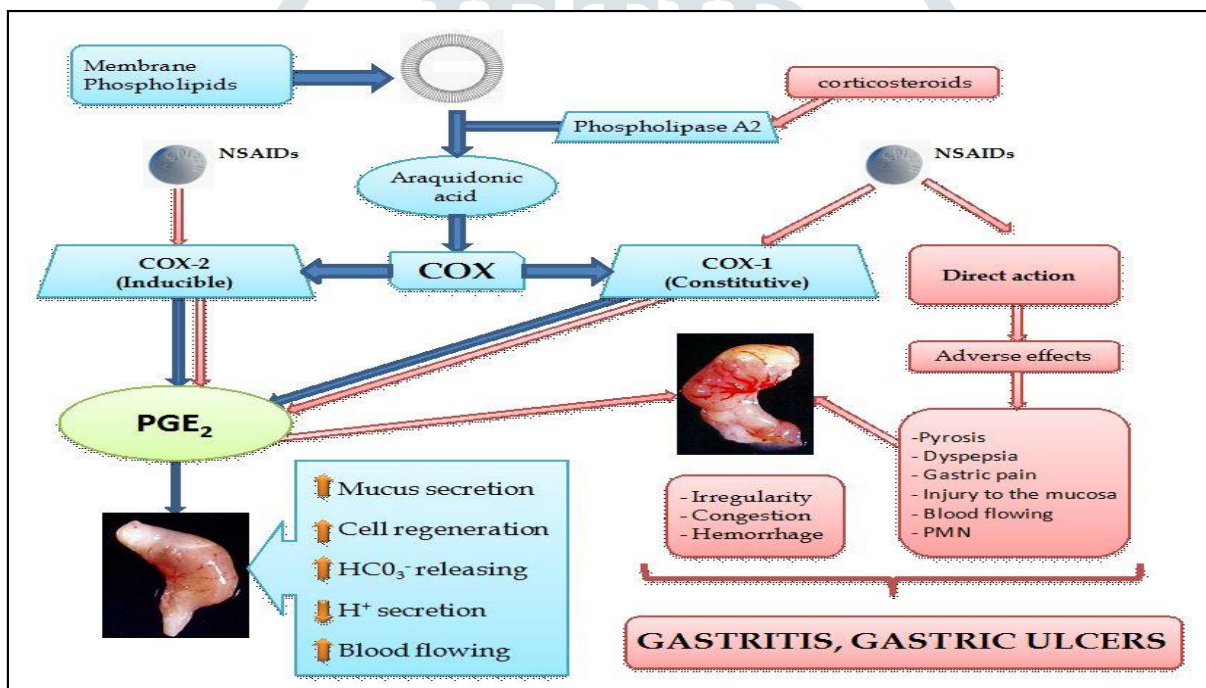 Membrane
Phospholipids
corticosteroids
Phospholipase A2
NSAIDs
NSAIDs
Araquidonic
acid
COX-2
(Inducible)
COX
COX-1
(Constitutive)
Direct action
Adverse effects
PGE₂
Mucus secretion
Cell regeneration
HC0₃⁻ releasing
H⁺ secretion
Blood flowing
- Irregularity
- Congestion
- Hemorrhage
-Pyrosis
- Dyspepsia
- Gastric pain
- Injury to the mucosa
- Blood flowing
- PMN
GASTRITIS, GASTRIC ULCERS